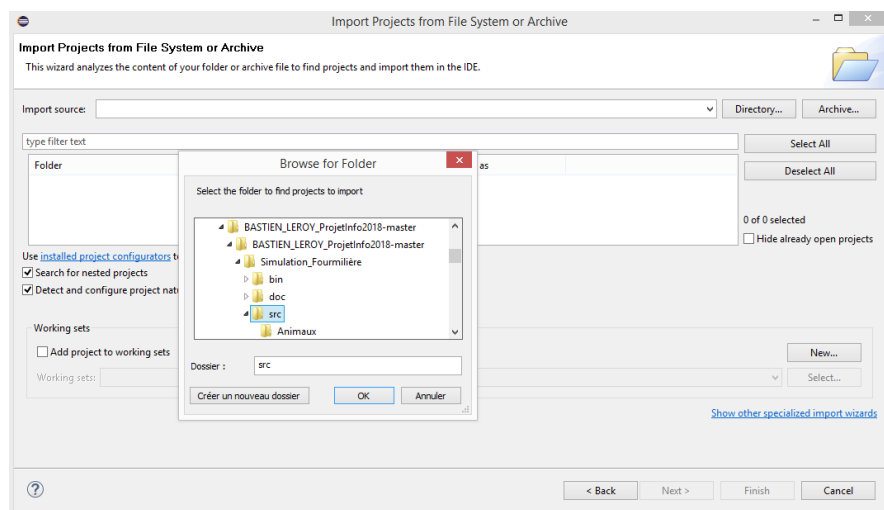 Import Projects from File System or Archive
Import Projects from File System or Archive
This wizard analyzes the content of your folder or archive file to find projects and import them in the IDE.
Import source:
Directory...
Archive...
type filter text
Select All
Folder
as
Deselect All
0 of 0 selected
Hide already open projects
Browse for Folder
Select the folder to find projects to import
BASTIEN_LEROY_ProjetInfo2018-master
BASTIEN_LEROY_ProjetInfo2018-master
Simulation_Fourmilière
bin
doc
src
Animaux
Dossier :
src
Créer un nouveau dossier
OK
Annuler
Use installed project configurators
Search for nested projects
Detect and configure project
Working sets
Add project to working sets
New...
Working sets:
Select...
Show other specialized import wizards
?
< Back
Next >
Finish
Cancel